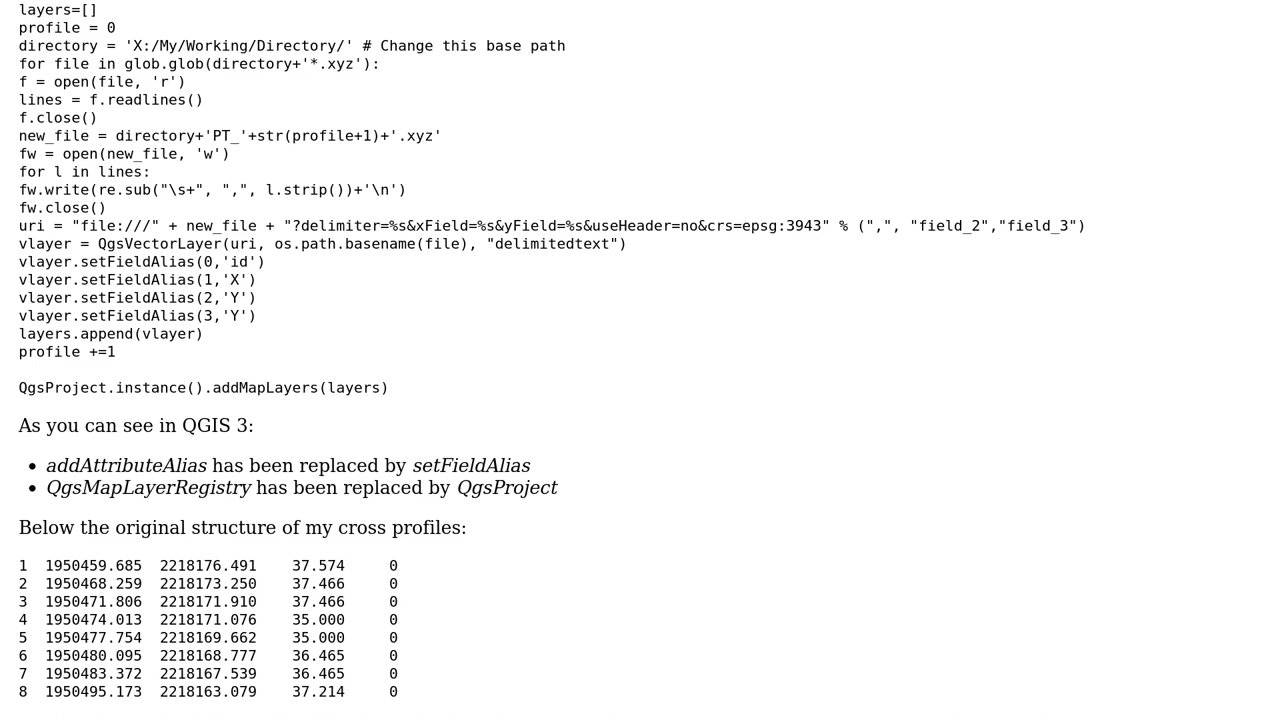 layers=[]
profile = 0
directory = 'X:/My/Working/Directory/' # Change this base path
for file in glob.glob(directory+'*.xyz'):
f = open(file, 'r')
lines = f.readlines()
f.close()
new_file = directory+'PT_'+str(profile+1)+'.xyz'
fw = open(new_file, 'w')
for l in lines:
fw.write(re.sub("\s+", ",", l.strip())+'\n')
fw.close()
uri = "file:///" + new_file + "?delimiter=%s&xField=%s&yField=%s&useHeader=no&crs=epsg:3943" % (",", "field_2","field_3")
vlayer = QgsVectorLayer(uri, os.path.basename(file), "delimitedtext")
vlayer.setFieldAlias(0,'id')
vlayer.setFieldAlias(1,'X')
vlayer.setFieldAlias(2,'Y')
vlayer.setFieldAlias(3,'Y')
layers.append(vlayer)
profile +=1
QgsProject.instance().addMapLayers(layers)
As you can see in QGIS 3:
• addAttributeAlias has been replaced by setFieldAlias
• QgsMapLayerRegistry has been replaced by QgsProject
Below the original structure of my cross profiles:
1  1950459.685  2218176.491    37.574     0
2  1950468.259  2218173.250    37.466     0
3  1950471.806  2218171.910    37.466     0
4  1950474.013  2218171.076    35.000     0
5  1950477.754  2218169.662    35.000     0
6  1950480.095  2218168.777    36.465     0
7  1950483.372  2218167.539    36.465     0
8  1950495.173  2218163.079    37.214     0